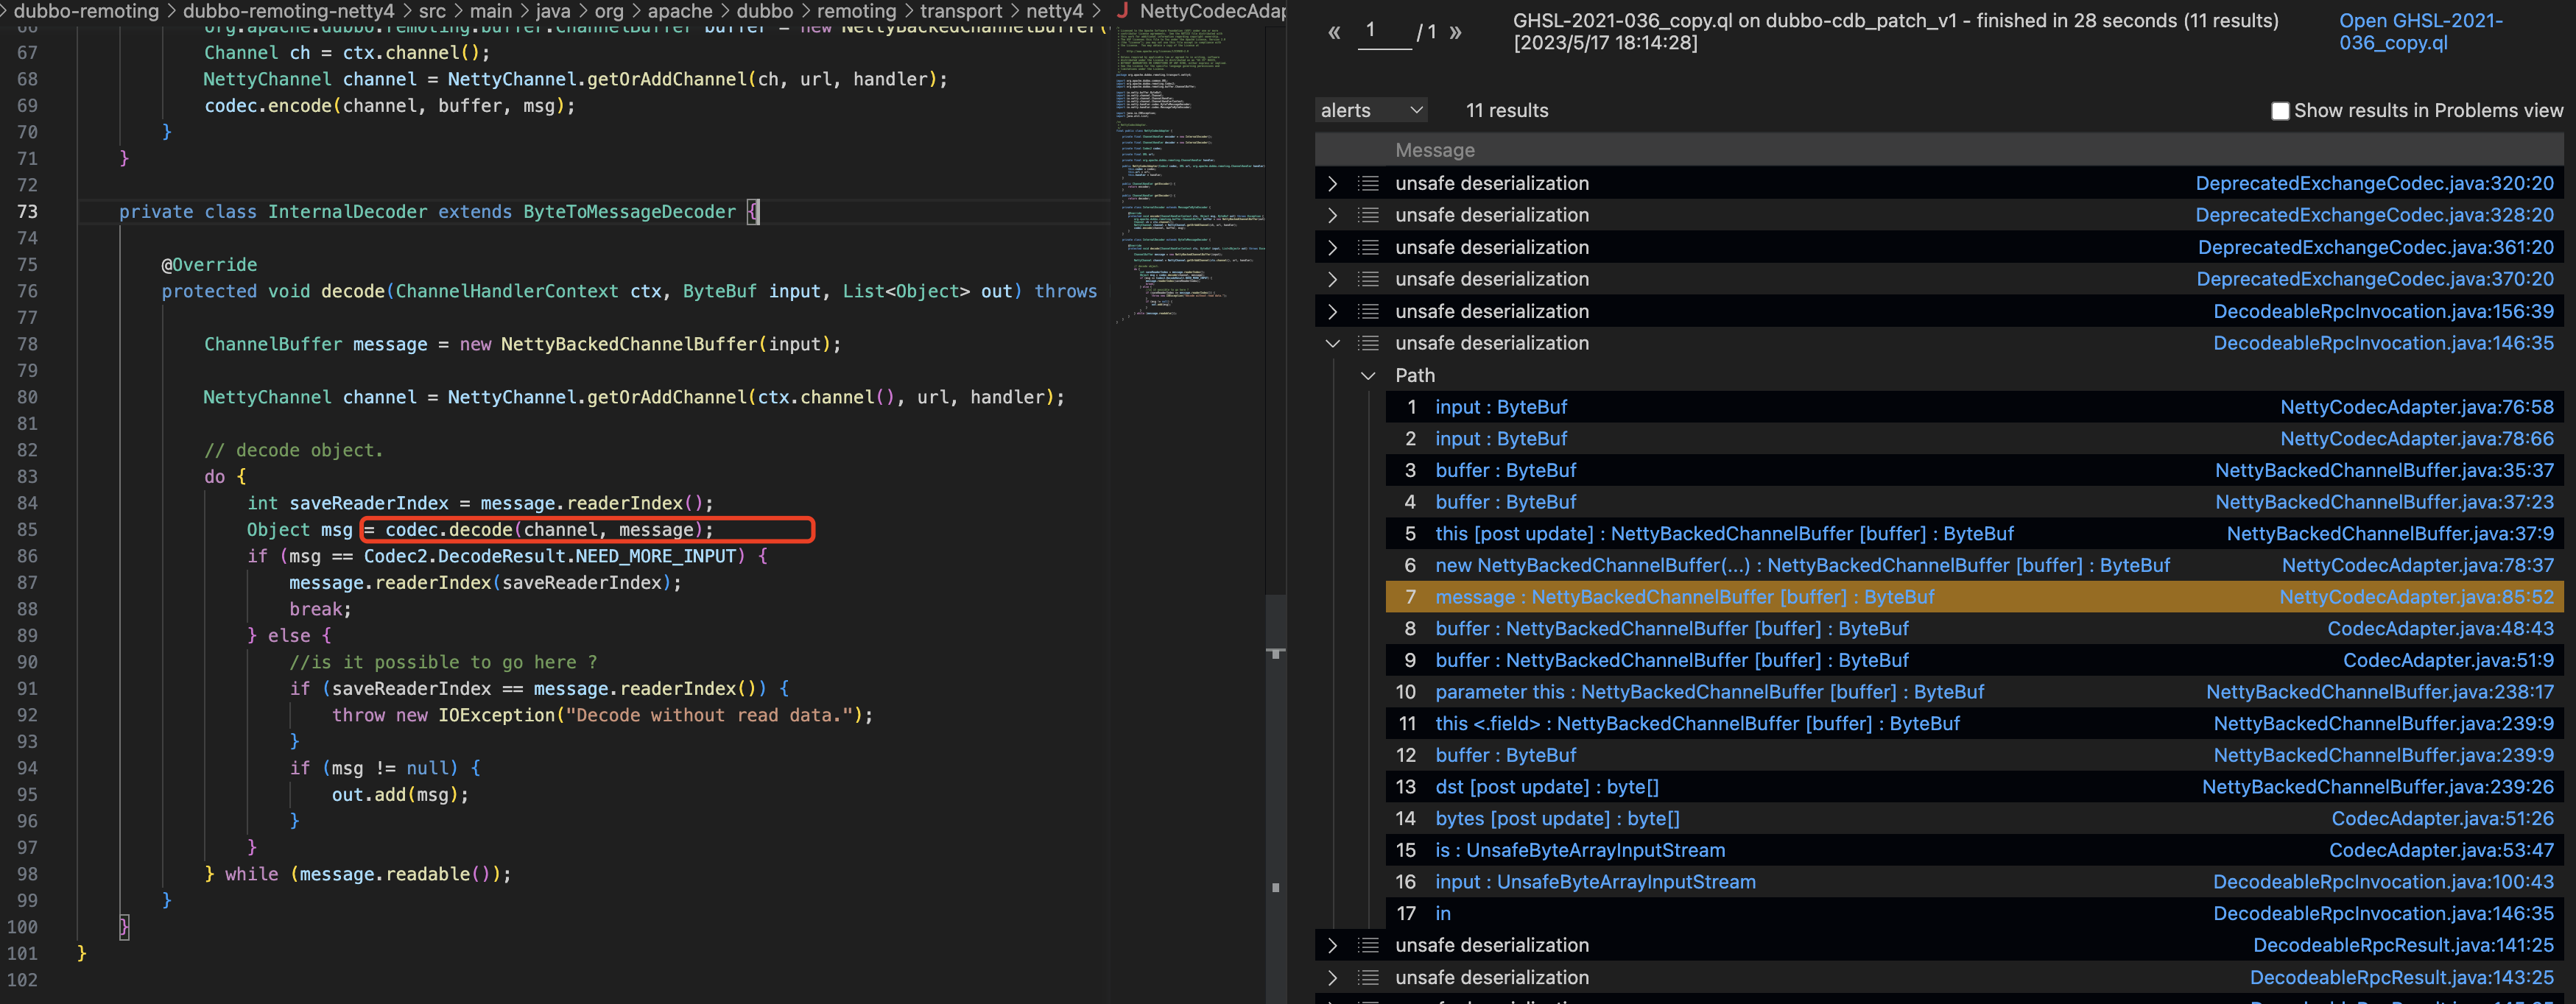 dubbo-remoting > dubbo-remoting-netty4 > src > main > java > org > apache > dubbo > remoting > transport > netty4 > J NettyCodecAdap
66 org.apache.dubbo.remoting.buffer.ChannelBuffer buffer = new NettyBackedChannelBuffer(
67 Channel ch = ctx.channel();
68 NettyChannel channel = NettyChannel.getOrAddChannel(ch, url, handler);
69 codec.encode(channel, buffer, msg);
70 }
71 }
72
73 private class InternalDecoder extends ByteToMessageDecoder {
74
75 @Override
76 protected void decode(ChannelHandlerContext ctx, ByteBuf input, List<Object> out) throws
77
78 ChannelBuffer message = new NettyBackedChannelBuffer(input);
79
80 NettyChannel channel = NettyChannel.getOrAddChannel(ctx.channel(), url, handler);
81
82 // decode object.
83 do {
84 int saveReaderIndex = message.readerIndex();
85 Object msg = codec.decode(channel, message);
86 if (msg == Codec2.DecodeResult.NEED_MORE_INPUT) {
87 message.readerIndex(saveReaderIndex);
88 break;
89 } else {
90 //is it possible to go here ?
91 if (saveReaderIndex == message.readerIndex()) {
92 throw new IOException("Decode without read data.");
93 }
94 if (msg != null) {
95 out.add(msg);
96 }
97 }
98 } while (message.readable());
99 }
100 }
101 }
102
« 1 / 1 »
GHSL-2021-036_copy.ql on dubbo-cdb_patch_v1 - finished in 28 seconds (11 results)
[2023/5/17 18:14:28]
Open GHSL-2021-
036_copy.ql
alerts 11 results Show results in Problems view
Message
unsafe deserialization DeprecatedExchangeCodec.java:320:20
unsafe deserialization DeprecatedExchangeCodec.java:328:20
unsafe deserialization DeprecatedExchangeCodec.java:361:20
unsafe deserialization DeprecatedExchangeCodec.java:370:20
unsafe deserialization DecodeableRpcInvocation.java:156:39
unsafe deserialization DecodeableRpcInvocation.java:146:35
Path
1 input : ByteBuf NettyCodecAdapter.java:76:58
2 input : ByteBuf NettyCodecAdapter.java:78:66
3 buffer : ByteBuf NettyBackedChannelBuffer.java:35:37
4 buffer : ByteBuf NettyBackedChannelBuffer.java:37:23
5 this [post update] : NettyBackedChannelBuffer [buffer] : ByteBuf NettyBackedChannelBuffer.java:37:9
6 new NettyBackedChannelBuffer(...) : NettyBackedChannelBuffer [buffer] : ByteBuf NettyCodecAdapter.java:78:37
7 message : NettyBackedChannelBuffer [buffer] : ByteBuf NettyCodecAdapter.java:85:52
8 buffer : NettyBackedChannelBuffer [buffer] : ByteBuf CodecAdapter.java:48:43
9 buffer : NettyBackedChannelBuffer [buffer] : ByteBuf CodecAdapter.java:51:9
10 parameter this : NettyBackedChannelBuffer [buffer] : ByteBuf NettyBackedChannelBuffer.java:238:17
11 this <.field> : NettyBackedChannelBuffer [buffer] : ByteBuf NettyBackedChannelBuffer.java:239:9
12 buffer : ByteBuf NettyBackedChannelBuffer.java:239:9
13 dst [post update] : byte[] NettyBackedChannelBuffer.java:239:26
14 bytes [post update] : byte[] CodecAdapter.java:51:26
15 is : UnsafeByteArrayInputStream CodecAdapter.java:53:47
16 input : UnsafeByteArrayInputStream DecodeableRpcInvocation.java:100:43
17 in DecodeableRpcInvocation.java:146:35
unsafe deserialization DecodeableRpcResult.java:141:25
unsafe deserialization DecodeableRpcResult.java:143:25